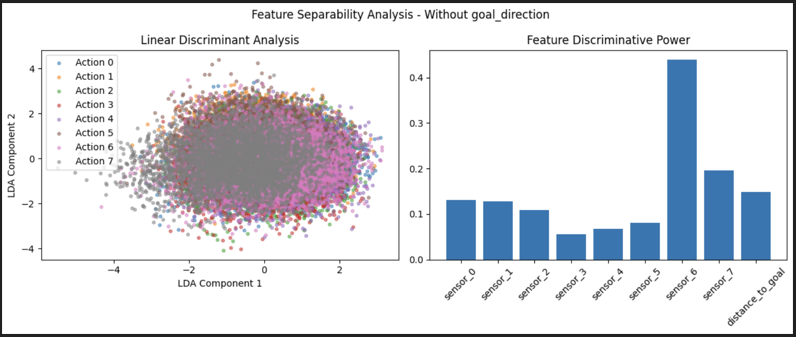 Feature Separability Analysis - Without goal_direction
Linear Discriminant Analysis
LDA Component 2
4
2
0
−2
−4
Action 0
Action 1
Action 2
Action 3
Action 4
Action 5
Action 6
Action 7
−4
−2
0
2
LDA Component 1
Feature Discriminative Power
0.4
0.3
0.2
0.1
0.0
sensor_0
sensor_1
sensor_2
sensor_3
sensor_4
sensor_5
sensor_6
sensor_7
distance_to_goal